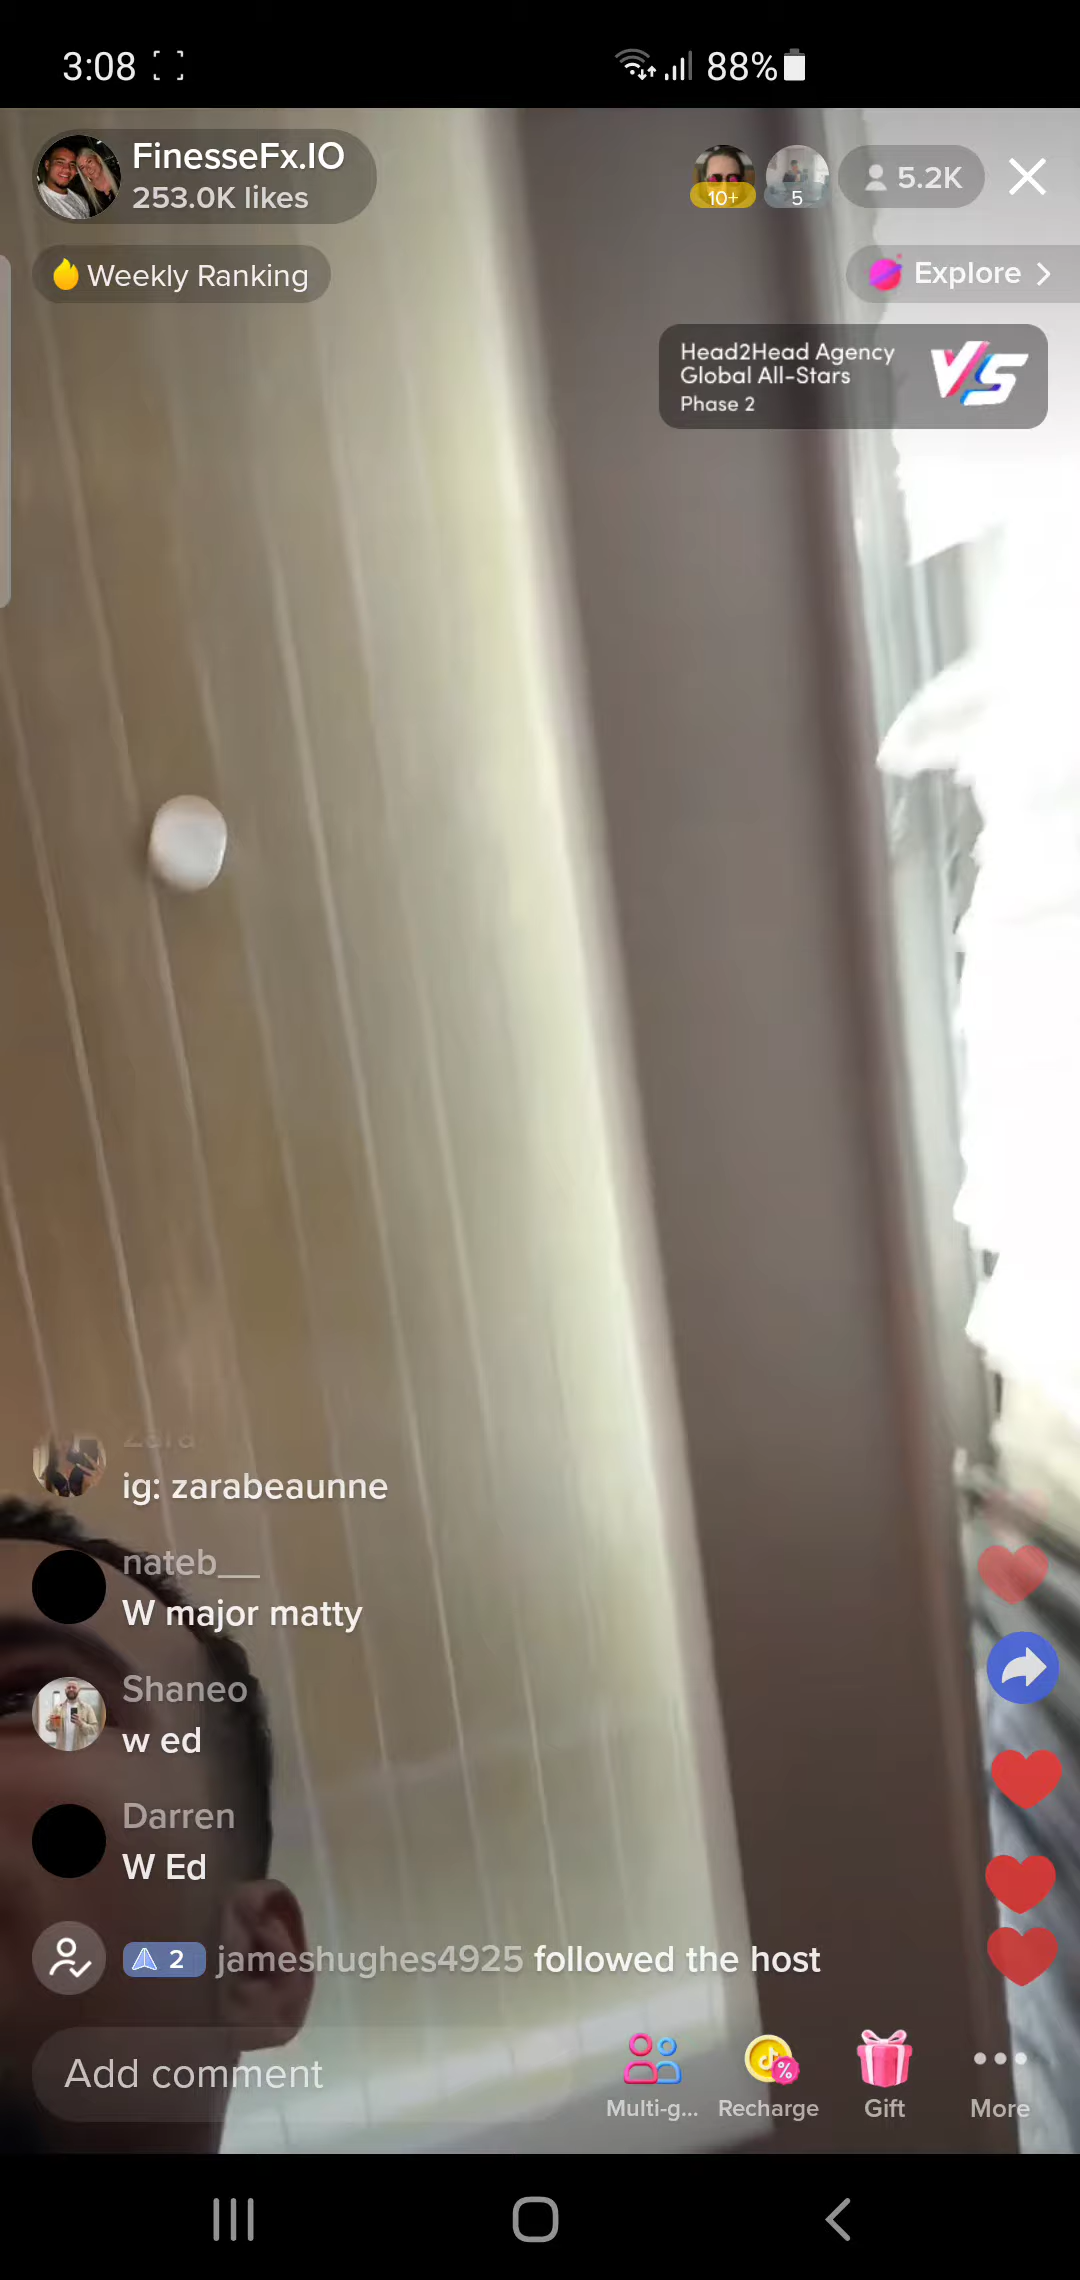 3:08
88%
FinesseFx.IO
253.0K likes
10+
5
5.2K
Weekly Ranking
Explore
Head2Head Agency
Global All-Stars
Phase 2
VS
Zara
ig: zarabeaunne
nateb__
W major matty
Shaneo
w ed
Darren
W Ed
2 jameshughes4925 followed the host
Add comment
Multi-g...
Recharge
Gift
More